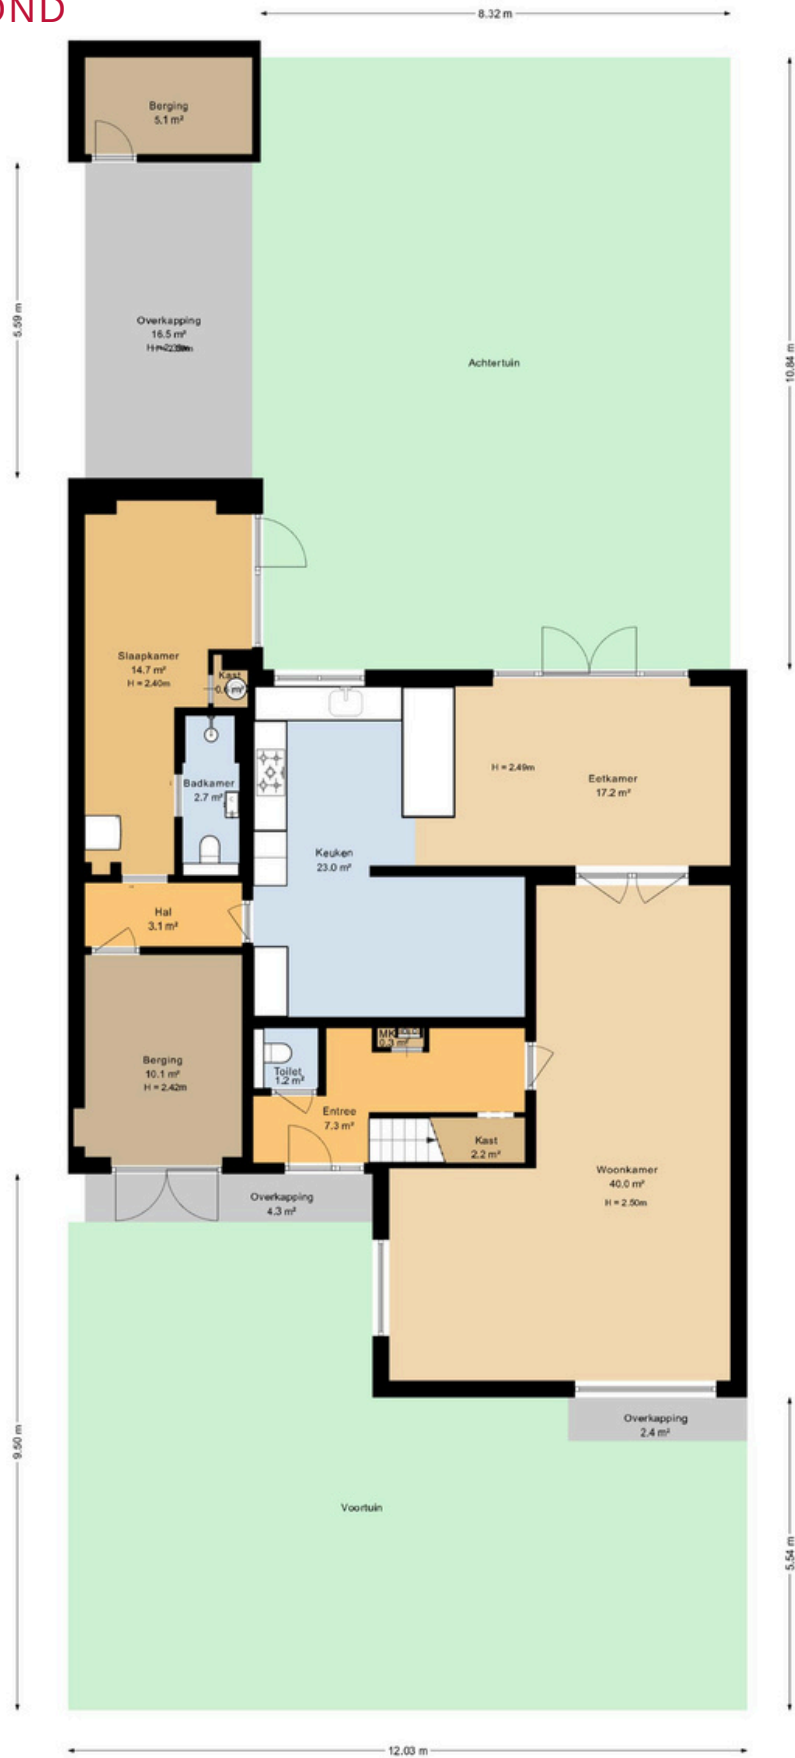 OND
8.32 m
Berging
5.1 m²
5.59 m
10.84 m
Overkapping
16.5 m²
Achtertuin
Slaapkamer
14.7 m²
H = 2.40m
Kast
0.6 m²
Badkamer
2.7 m²
H = 2.49m
Eetkamer
17.2 m²
Keuken
23.0 m²
Hal
3.1 m²
MK
0.3 m²
Berging
10.1 m²
H = 2.42m
Toilet
1.2 m²
Entree
7.3 m²
Kast
2.2 m²
Woonkamer
40.0 m²
H = 2.50m
Overkapping
4.3 m²
Overkapping
2.4 m²
9.50 m
Voortuin
5.54 m
12.03 m